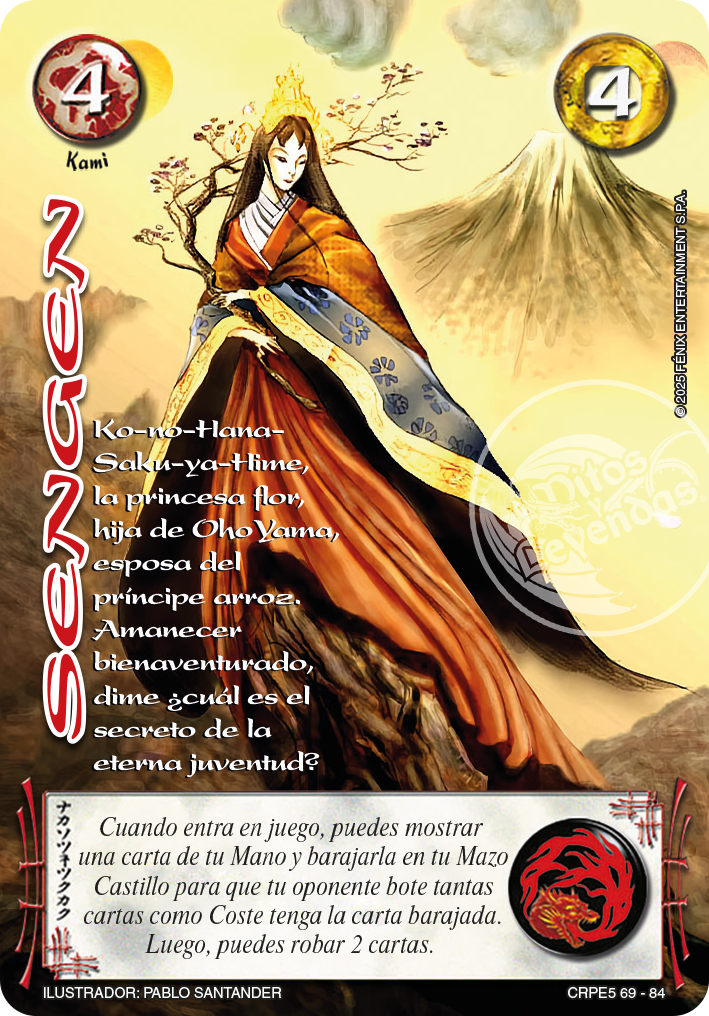 4
4
Kami
SENGEN
© 2025 FÉNIX ENTERTAINMENT S.P.A.
Ko-no-Hana-
Saku-ya-Hime,
la princesa flor,
hija de OhoYama,
esposa del
príncipe arroz.
Amanecer
bienaventurado,
dime ¿cuál es el
secreto de la
eterna juventud?
Mitos
y
Leyendas
ナカソツネツクカク
Cuando entra en juego, puedes mostrar
una carta de tu Mano y barajarla en tu Mazo
Castillo para que tu oponente bote tantas
cartas como Coste tenga la carta barajada.
Luego, puedes robar 2 cartas.
ILUSTRADOR: PABLO SANTANDER
CRPE5 69 - 84